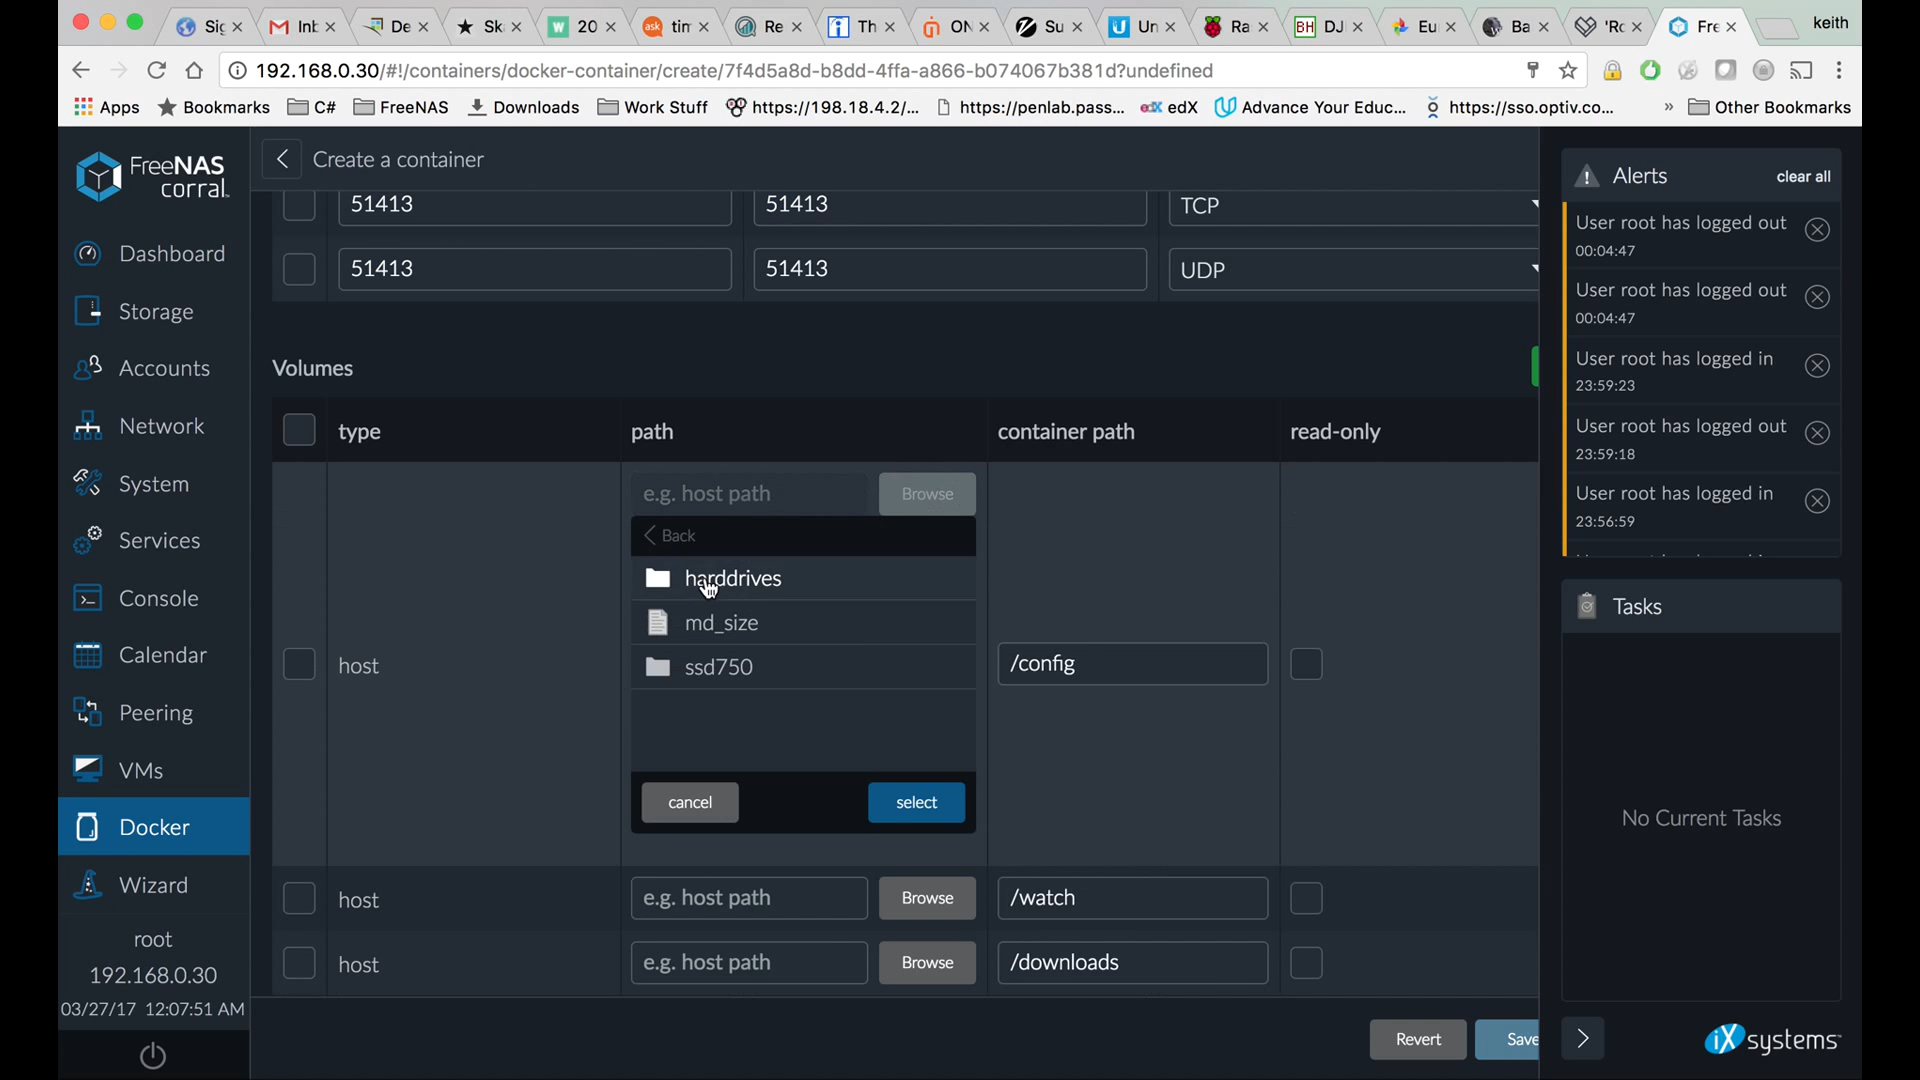 Sig
Inb
De
Sk
20
ask
tim
Re
Th
ON
Su
Un
Ra
BH
DJI
Eu
Ba
'Ro
Fre
keith
192.168.0.30/#!/containers/docker-container/create/7f4d5a8d-b8dd-4ffa-a866-b074067b381d?undefined
Apps
Bookmarks
C#
FreeNAS
Downloads
Work Stuff
https://198.18.4.2/...
https://penlab.pass...
edX
edX
Advance Your Educ...
https://sso.optiv.co...
»
Other Bookmarks
FreeNAS
corral
Dashboard
Storage
Accounts
Network
System
Services
Console
Calendar
Peering
VMs
Docker
Wizard
root
192.168.0.30
03/27/17 12:07:51 AM
Create a container
51413
51413
TCP
51413
51413
UDP
Volumes
type
path
container path
read-only
e.g. host path
Browse
Back
harddrives
md_size
ssd750
cancel
select
host
/config
host
e.g. host path
Browse
/watch
host
e.g. host path
Browse
/downloads
Revert
Save
Alerts
clear all
User root has logged out
00:04:47
User root has logged out
00:04:47
User root has logged in
23:59:23
User root has logged out
23:59:18
User root has logged in
23:56:59
Tasks
No Current Tasks
iXsystems